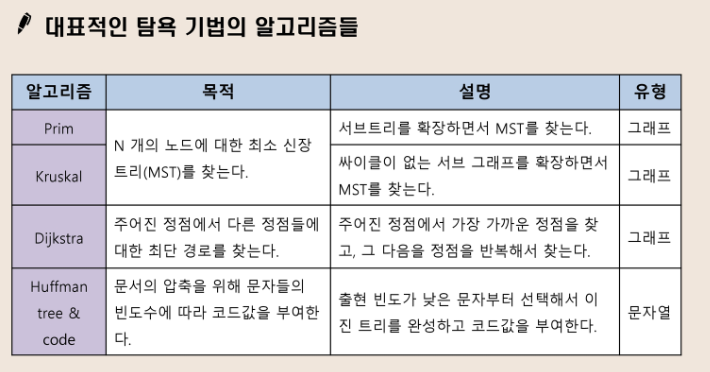 대표적인 탐욕 기법의 알고리즘들
알고리즘 목적 설명 유형
Prim
N 개의 노드에 대한 최소 신장
트리(MST)를 찾는다.
서브트리를 확장하면서 MST를 찾는다.
그래프
Kruskal
싸이클이 없는 서브 그래프를 확장하면서
MST를 찾는다.
그래프
Dijkstra
주어진 정점에서 다른 정점들에
대한 최단 경로를 찾는다.
주어진 정점에서 가장 가까운 정점을 찾
고, 그 다음을 정점을 반복해서 찾는다.
그래프
Huffman
tree &
code
문서의 압축을 위해 문자들의
빈도수에 따라 코드값을 부여한
다.
출현 빈도가 낮은 문자부터 선택해서 이
진 트리를 완성하고 코드값을 부여한다.
문자열